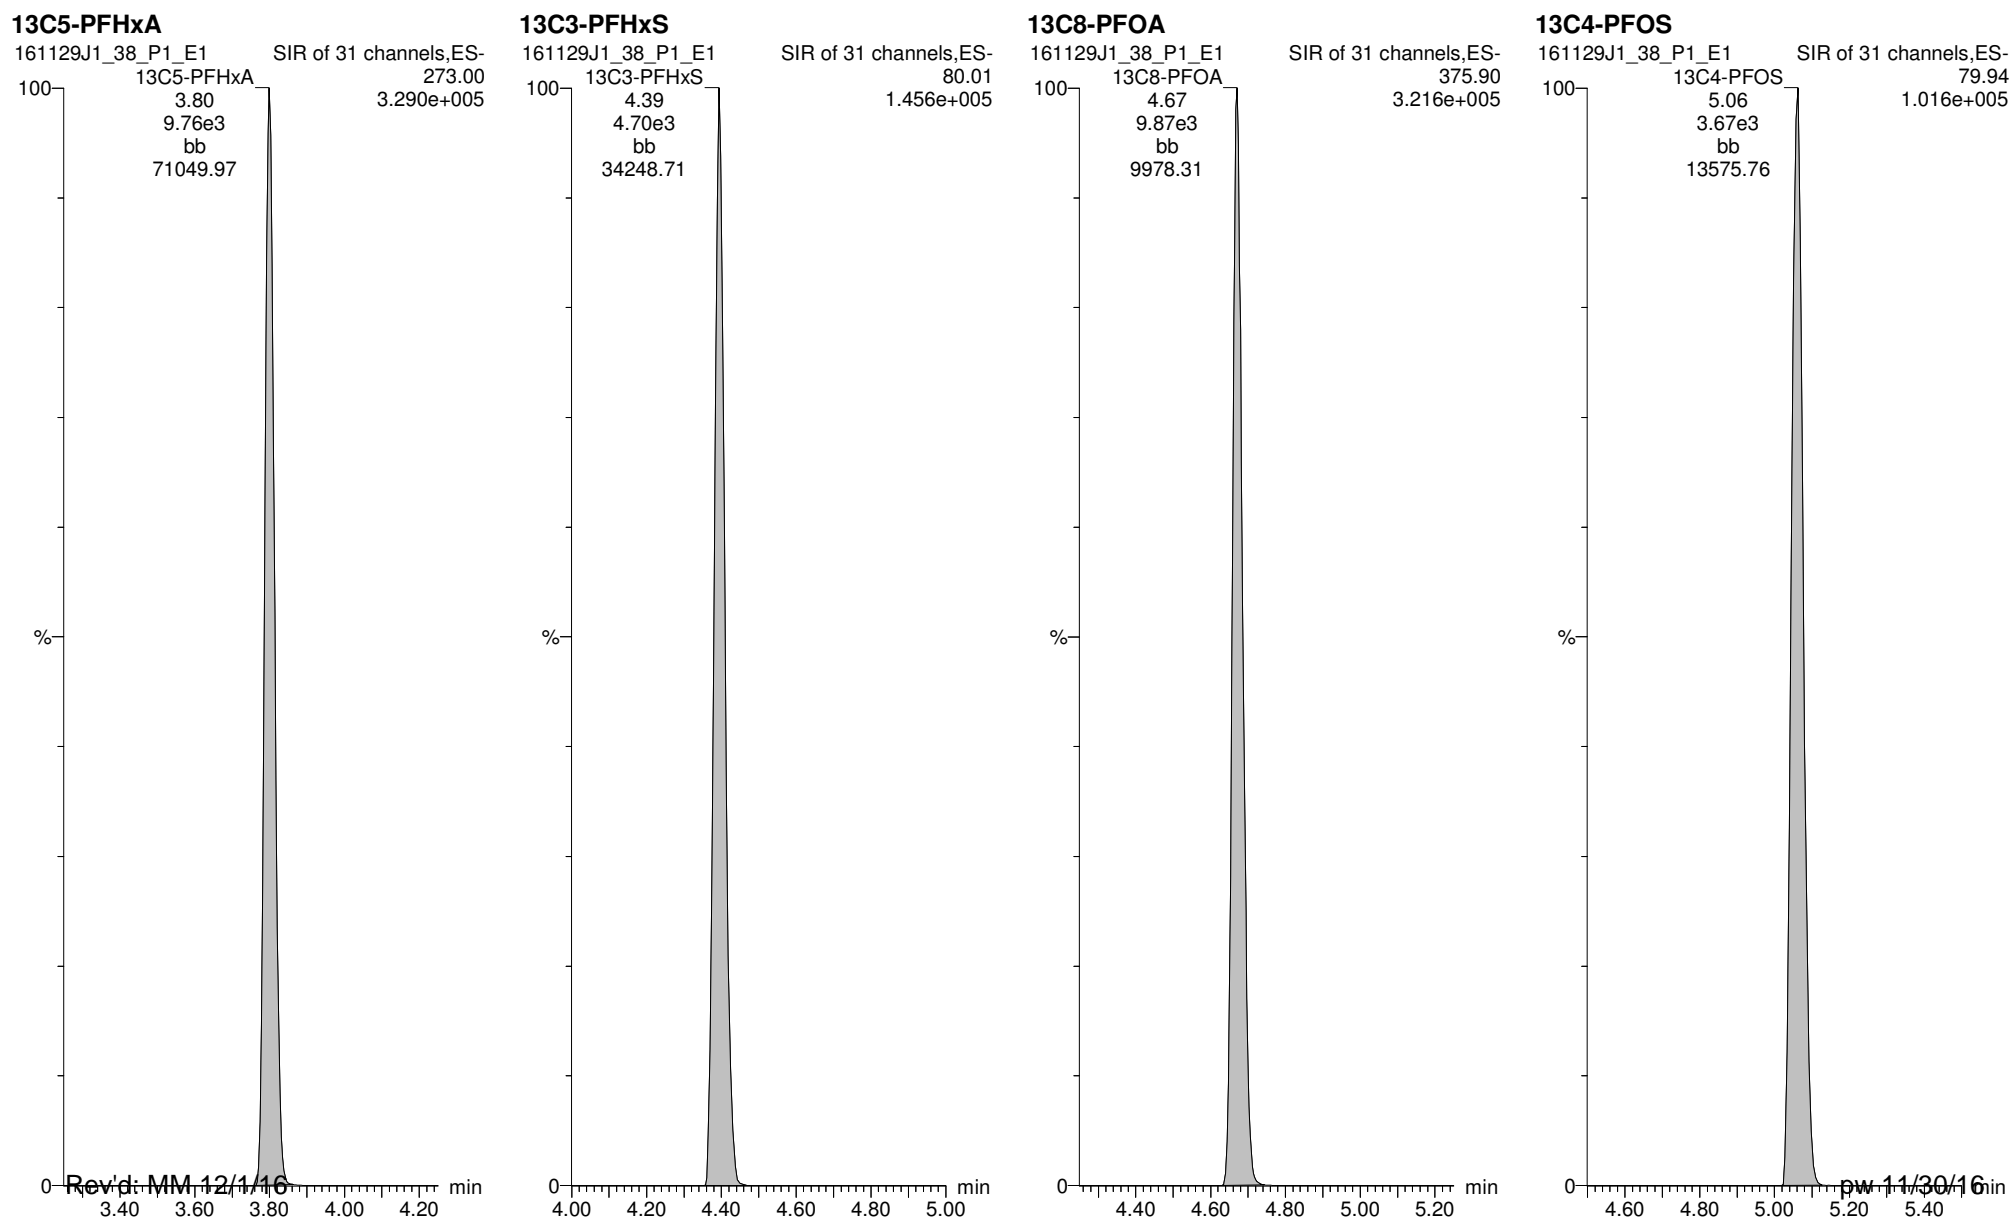 13C5-PFHxA
161129J1_38_P1_E1 SIR of 31 channels,ES-
13C5-PFHxA 273.00
100 3.80 3.290e+005
9.76e3
bb
71049.97
%
0
3.40 3.60 3.80 4.00 4.20 min
Rev'd: MM 12/1/16
13C3-PFHxS
161129J1_38_P1_E1 SIR of 31 channels,ES-
13C3-PFHxS 80.01
100 4.39 1.456e+005
4.70e3
bb
34248.71
%
0
4.00 4.20 4.40 4.60 4.80 5.00 min
13C8-PFOA
161129J1_38_P1_E1 SIR of 31 channels,ES-
13C8-PFOA 375.90
100 4.67 3.216e+005
9.87e3
bb
9978.31
%
0
4.40 4.60 4.80 5.00 5.20 min
13C4-PFOS
161129J1_38_P1_E1 SIR of 31 channels,ES-
13C4-PFOS 79.94
100 5.06 1.016e+005
3.67e3
bb
13575.76
%
0
4.60 4.80 5.00 5.20 5.40 min
pw 11/30/16